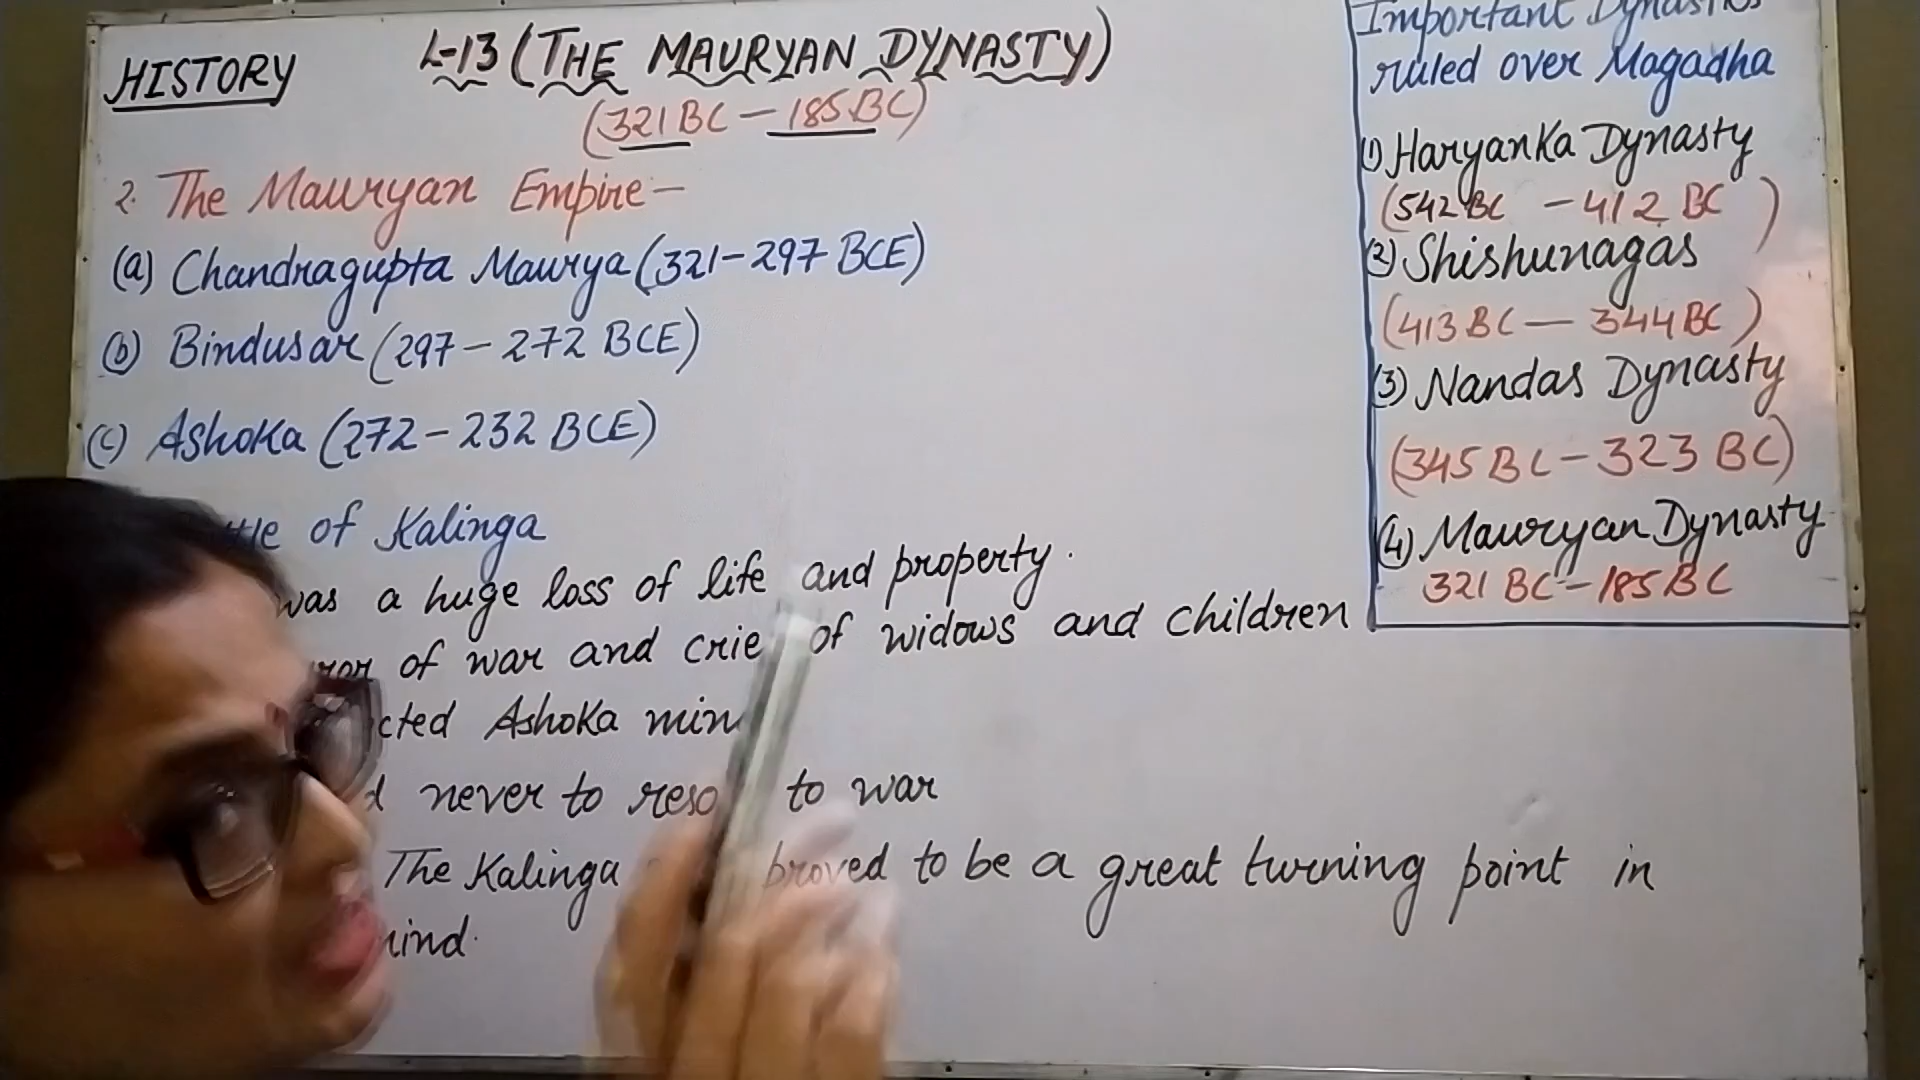 HISTORY
L-13 (THE MAURYAN DYNASTY)
(321 BC - 185 BC)
2. The Mauryan Empire -
(a) Chandragupta Maurya (321-297 BCE)
(b) Bindusar (297 - 272 BCE)
(c) Ashoka (272 - 232 BCE)
of Kalinga
was a huge loss of life and property.
of war and of widows and children
Ashoka
never to to war
The Kalinga proved to be a great turning point in
Important Dynasties
ruled over Magadha
(1) Haryanka Dynasty
(542 BC - 412 BC)
(2) Shishunagas
(413 BC - 344 BC)
(3) Nandas Dynasty
(345 BC - 323 BC)
(4) Mauryan Dynasty
321 BC - 185 BC